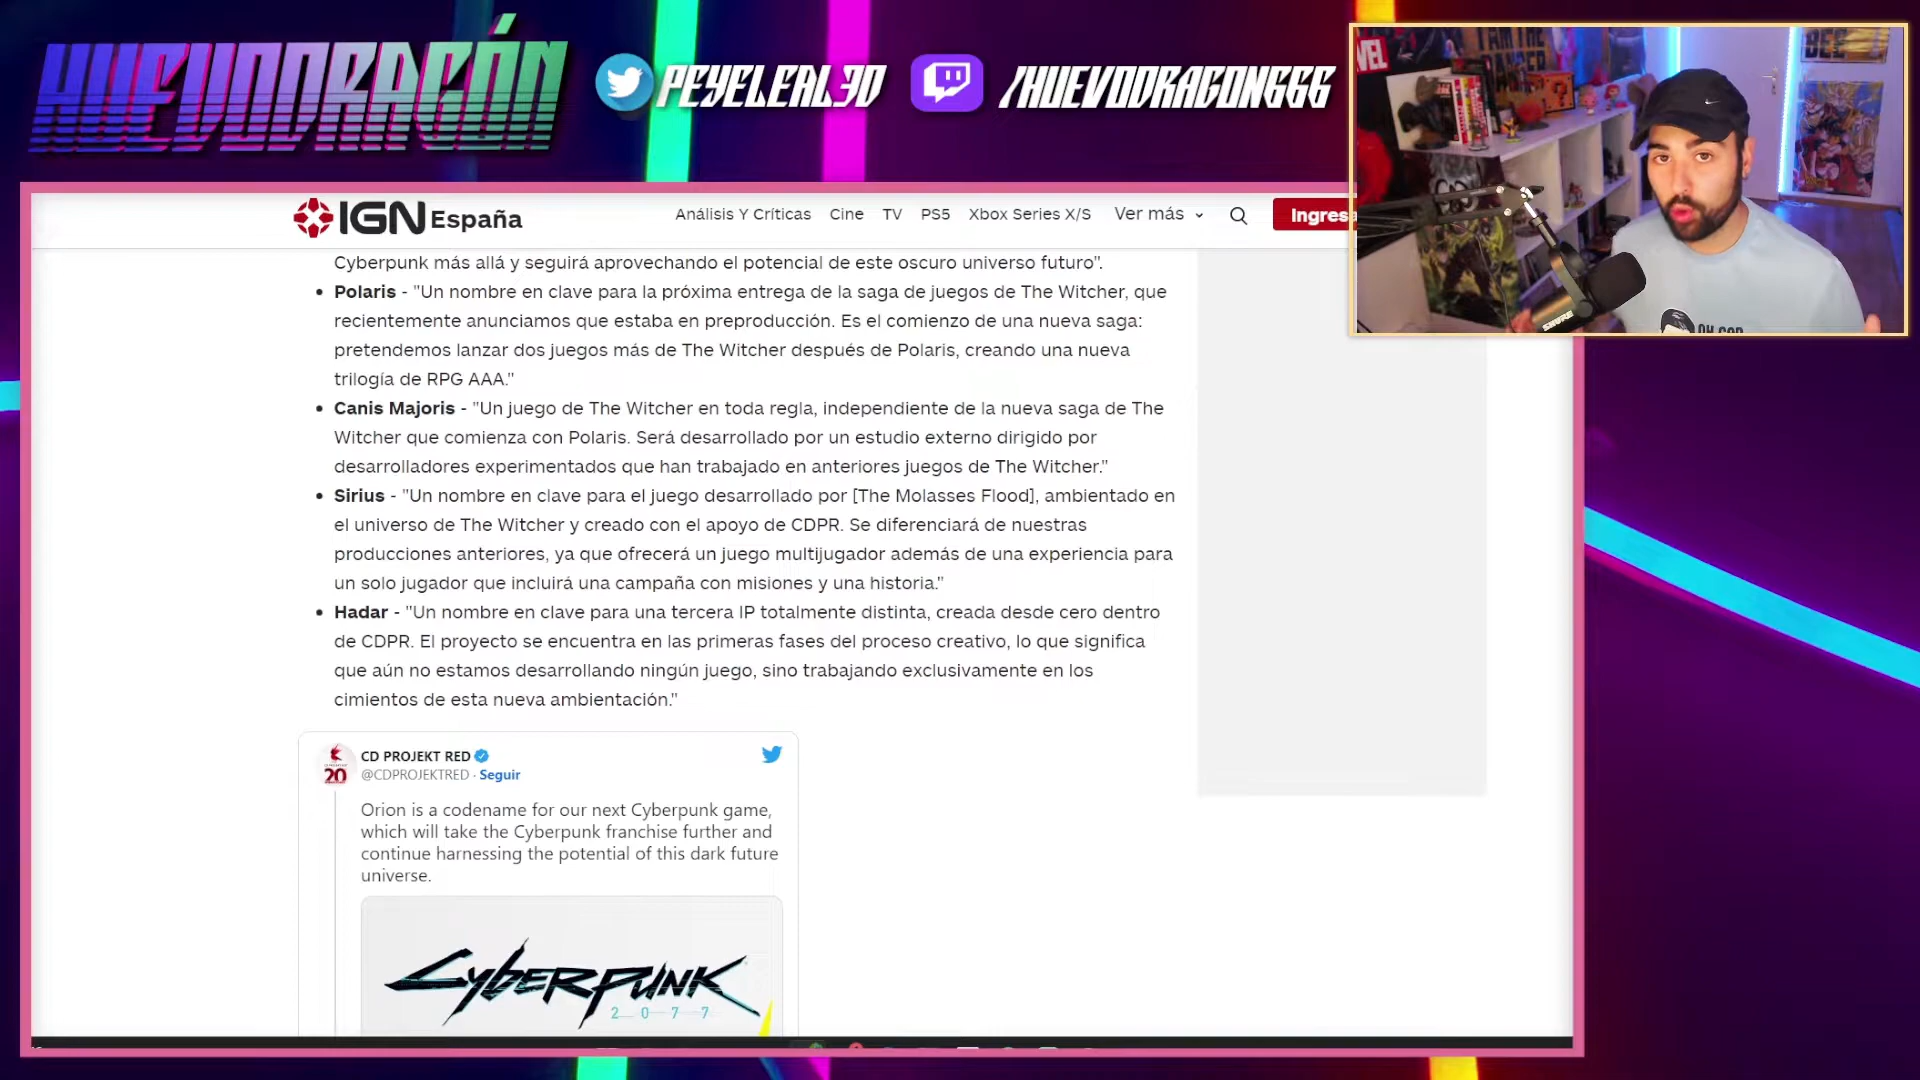 HUEVODRAGÓN
PEYELEAL3D
/HUEVODRAGON666
IGN España
Análisis Y Críticas Cine TV PS5 Xbox Series X/S Ver más
Cyberpunk más allá y seguirá aprovechando el potencial de este oscuro universo futuro".
• Polaris - "Un nombre en clave para la próxima entrega de la saga de juegos de The Witcher, que
recientemente anunciamos que estaba en preproducción. Es el comienzo de una nueva saga:
pretendemos lanzar dos juegos más de The Witcher después de Polaris, creando una nueva
trilogía de RPG AAA."
• Canis Majoris - "Un juego de The Witcher en toda regla, independiente de la nueva saga de The
Witcher que comienza con Polaris. Será desarrollado por un estudio externo dirigido por
desarrolladores experimentados que han trabajado en anteriores juegos de The Witcher."
• Sirius - "Un nombre en clave para el juego desarrollado por [The Molasses Flood], ambientado en
el universo de The Witcher y creado con el apoyo de CDPR. Se diferenciará de nuestras
producciones anteriores, ya que ofrecerá un juego multijugador además de una experiencia para
un solo jugador que incluirá una campaña con misiones y una historia."
• Hadar - "Un nombre en clave para una tercera IP totalmente distinta, creada desde cero dentro
de CDPR. El proyecto se encuentra en las primeras fases del proceso creativo, lo que significa
que aún no estamos desarrollando ningún juego, sino trabajando exclusivamente en los
cimientos de esta nueva ambientación."
CD PROJEKT RED
@CDPROJEKTRED · Seguir
20
Orion is a codename for our next Cyberpunk game,
which will take the Cyberpunk franchise further and
continue harnessing the potential of this dark future
universe.
CYBERPUNK
2077
SHURE